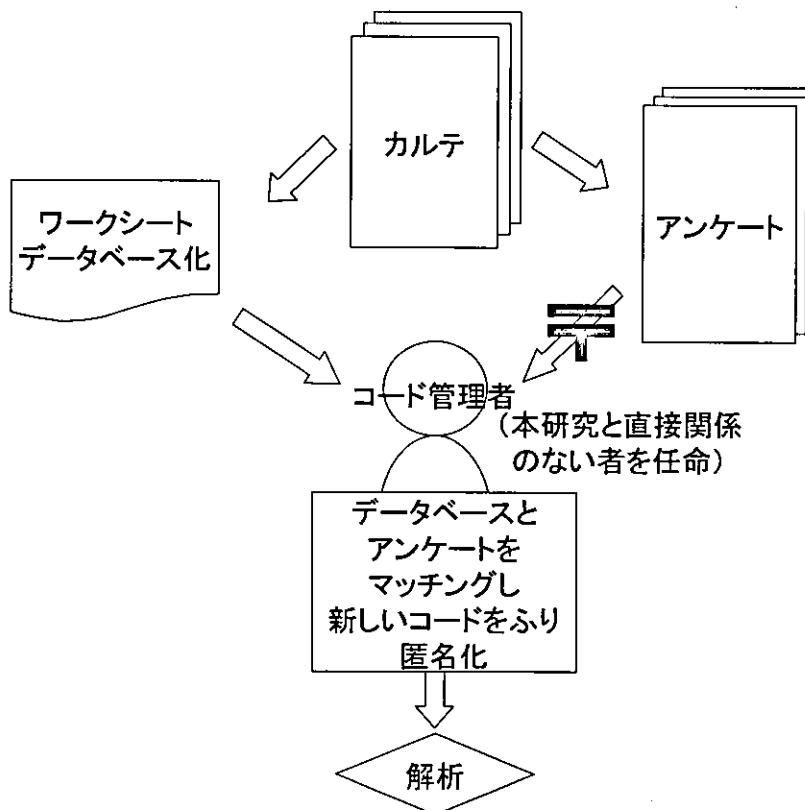 カルテ
アンケート
ワークシート
データベース化
コード管理者
（本研究と直接関係
のない者を任命）
データベースと
アンケートを
マッチングし
新しいコードをふり
匿名化
解析